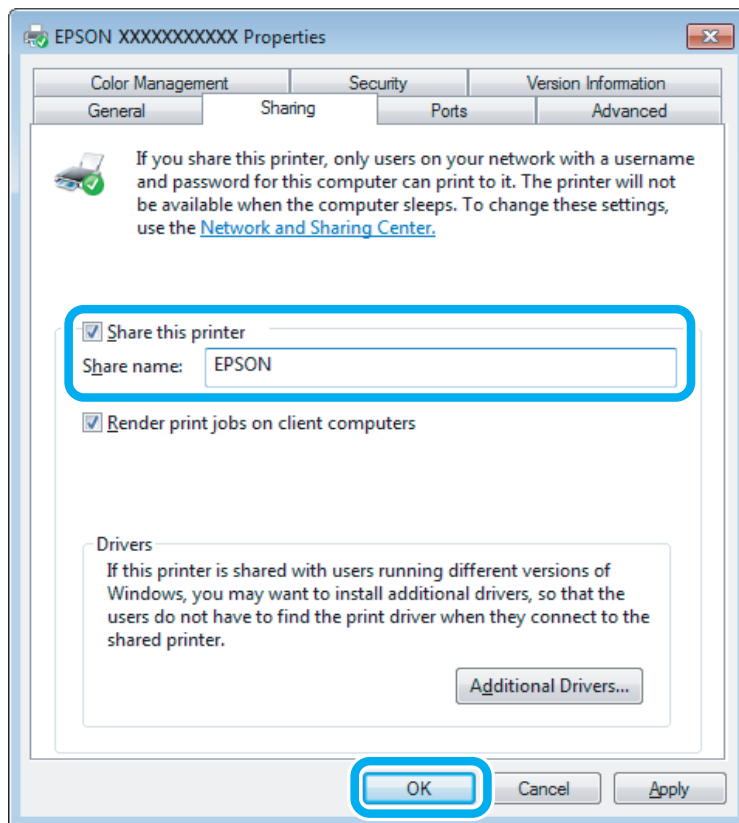 EPSON XXXXXXXXXXX Properties
Color Management Security Version Information
General Sharing Ports Advanced
If you share this printer, only users on your network with a username
and password for this computer can print to it. The printer will not
be available when the computer sleeps. To change these settings,
use the Network and Sharing Center.
Share this printer
Share name: EPSON
Render print jobs on client computers
Drivers
If this printer is shared with users running different versions of
Windows, you may want to install additional drivers, so that the
users do not have to find the print driver when they connect to the
shared printer.
Additional Drivers...
OK Cancel Apply